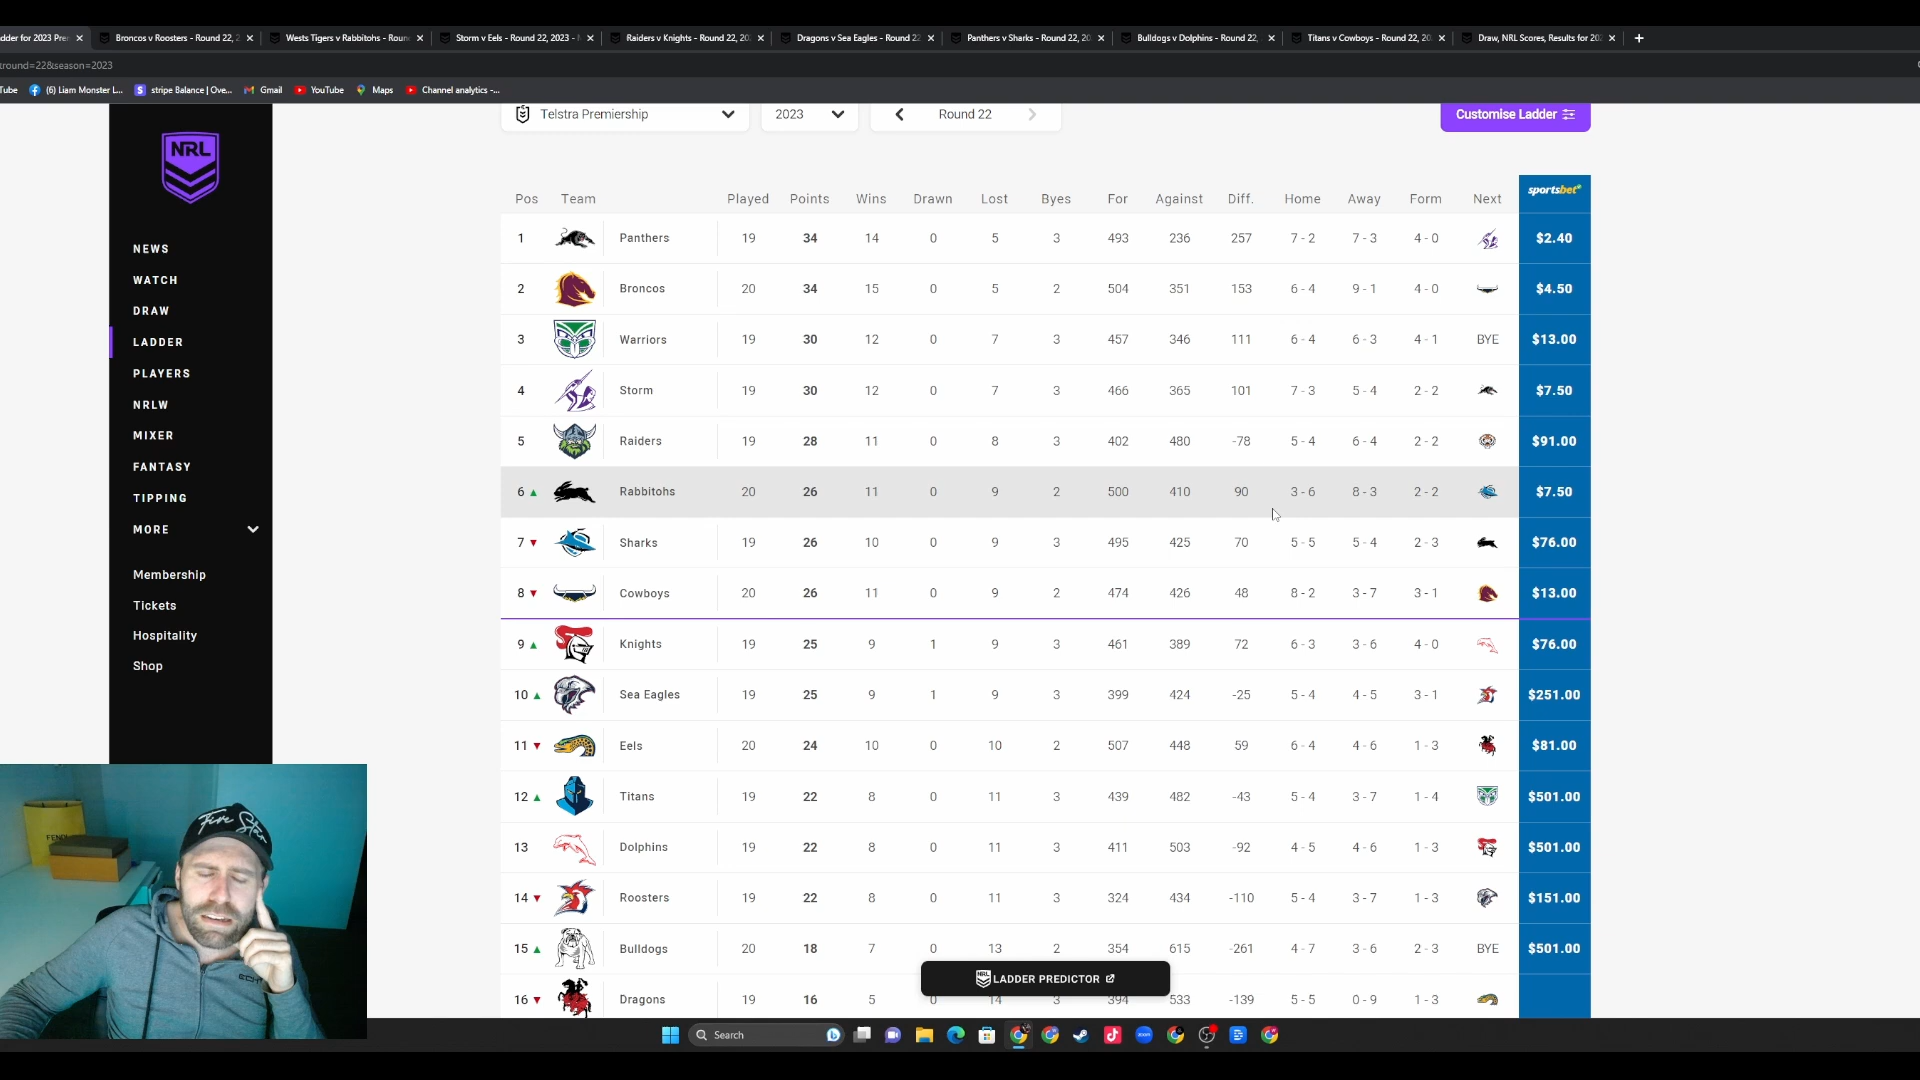 adder for 2023 Pre
Broncos v Roosters - Round 22, 2
Wests Tigers v Rabbitohs - Roun
Storm v Eels - Round 22, 2023 -
Raiders v Knights - Round 22, 20
Dragons v Sea Eagles - Round 22
Panthers v Sharks - Round 22, 20
Bulldogs v Dolphins - Round 22,
Titans v Cowboys - Round 22, 20
Draw, NRL Scores, Results for 20
tround=22&season=2023
Tube
(6) Liam Monster L...
stripe Balance | Ove...
Gmail
YouTube
Maps
Channel analytics -...
Telstra Premiership
2023
Round 22
Customise Ladder
NRL
NEWS
WATCH
DRAW
LADDER
PLAYERS
NRLW
MIXER
FANTASY
TIPPING
MORE
Membership
Tickets
Hospitality
Shop
Pos Team Played Points Wins Drawn Lost Byes For Against Diff. Home Away Form Next sportsbet
1 Panthers 19 34 14 0 5 3 493 236 257 7 - 2 7 - 3 4 - 0 $2.40
2 Broncos 20 34 15 0 5 2 504 351 153 6 - 4 9 - 1 4 - 0 $4.50
3 Warriors 19 30 12 0 7 3 457 346 111 6 - 4 6 - 3 4 - 1 BYE $13.00
4 Storm 19 30 12 0 7 3 466 365 101 7 - 3 5 - 4 2 - 2 $7.50
5 Raiders 19 28 11 0 8 3 402 480 -78 5 - 4 6 - 4 2 - 2 $91.00
6 Rabbitohs 20 26 11 0 9 2 500 410 90 3 - 6 8 - 3 2 - 2 $7.50
7 Sharks 19 26 10 0 9 3 495 425 70 5 - 5 5 - 4 2 - 3 $76.00
8 Cowboys 20 26 11 0 9 2 474 426 48 8 - 2 3 - 7 3 - 1 $13.00
9 Knights 19 25 9 1 9 3 461 389 72 6 - 3 3 - 6 4 - 0 $76.00
10 Sea Eagles 19 25 9 1 9 3 399 424 -25 5 - 4 4 - 5 3 - 1 $251.00
11 Eels 20 24 10 0 10 2 507 448 59 6 - 4 4 - 6 1 - 3 $81.00
12 Titans 19 22 8 0 11 3 439 482 -43 5 - 4 3 - 7 1 - 4 $501.00
13 Dolphins 19 22 8 0 11 3 411 503 -92 4 - 5 4 - 6 1 - 3 $501.00
14 Roosters 19 22 8 0 11 3 324 434 -110 5 - 4 3 - 7 1 - 3 $151.00
15 Bulldogs 20 18 7 0 13 2 354 615 -261 4 - 7 3 - 6 2 - 3 BYE $501.00
16 Dragons 19 16 5 0 14 3 394 533 -139 5 - 5 0 - 9 1 - 3
NRL LADDER PREDICTOR
FENDI
Five Star
Search